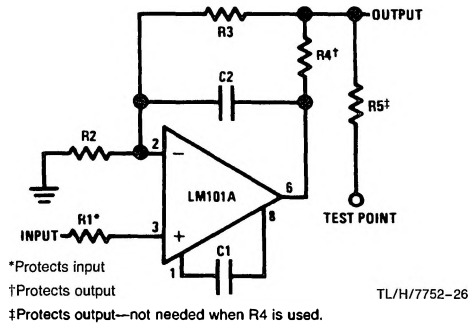 R3
OUTPUT
R4†
C2
R5‡
R2
2
−
LM101A
6
TEST POINT
R1*
INPUT
3
+
8
1
C1
*Protects input
†Protects output
TL/H/7752–26
‡Protects output—not needed when R4 is used.